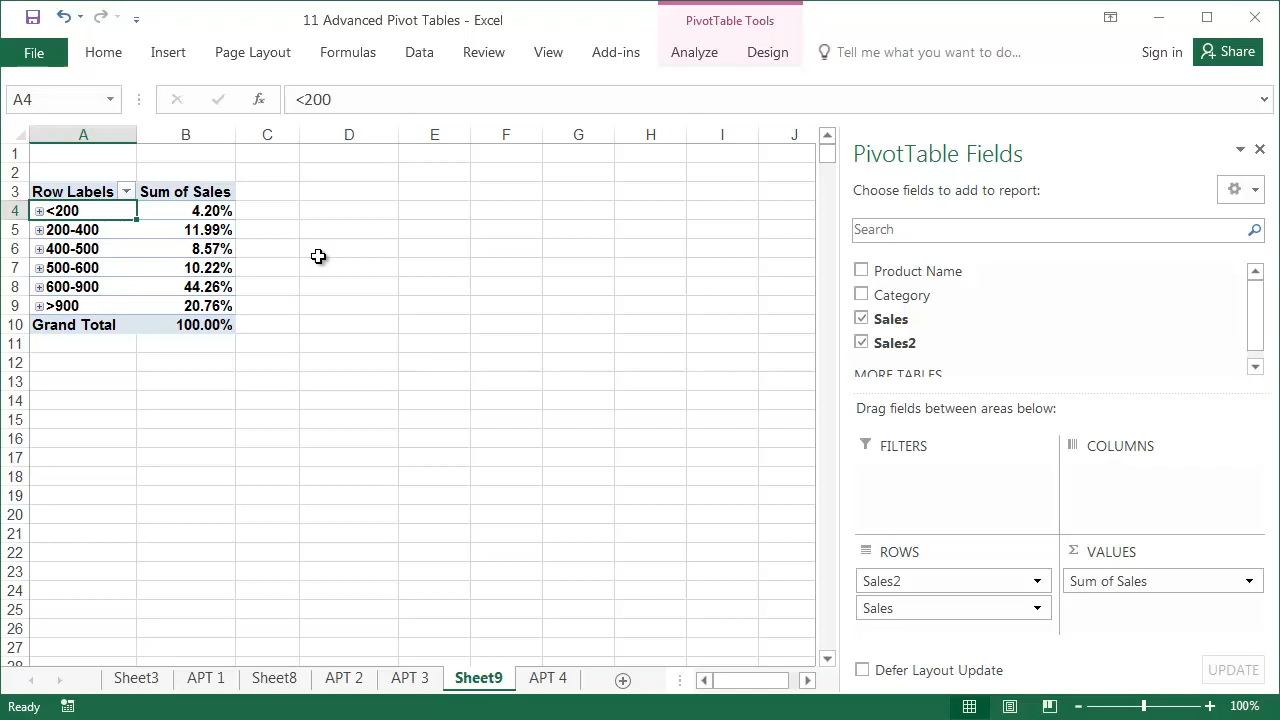 11 Advanced Pivot Tables - Excel
PivotTable Tools
File Home Insert Page Layout Formulas Data Review View Add-ins Analyze Design Tell me what you want to do... Sign in Share
A4 fx <200
A B C D E F G H I J
1
2
3 Row Labels Sum of Sales
4 <200 4.20%
5 200-400 11.99%
6 400-500 8.57%
7 500-600 10.22%
8 600-900 44.26%
9 >900 20.76%
10 Grand Total 100.00%
11
12
13
14
15
16
17
18
19
20
21
22
23
24
25
26
27
28
PivotTable Fields
Choose fields to add to report:
Search
Product Name
Category
Sales
Sales2
MORE TABLES
Drag fields between areas below:
FILTERS
COLUMNS
ROWS
Sales2
Sales
Σ VALUES
Sum of Sales
Defer Layout Update
UPDATE
Sheet3 APT 1 Sheet8 APT 2 APT 3 Sheet9 APT 4
Ready
100%